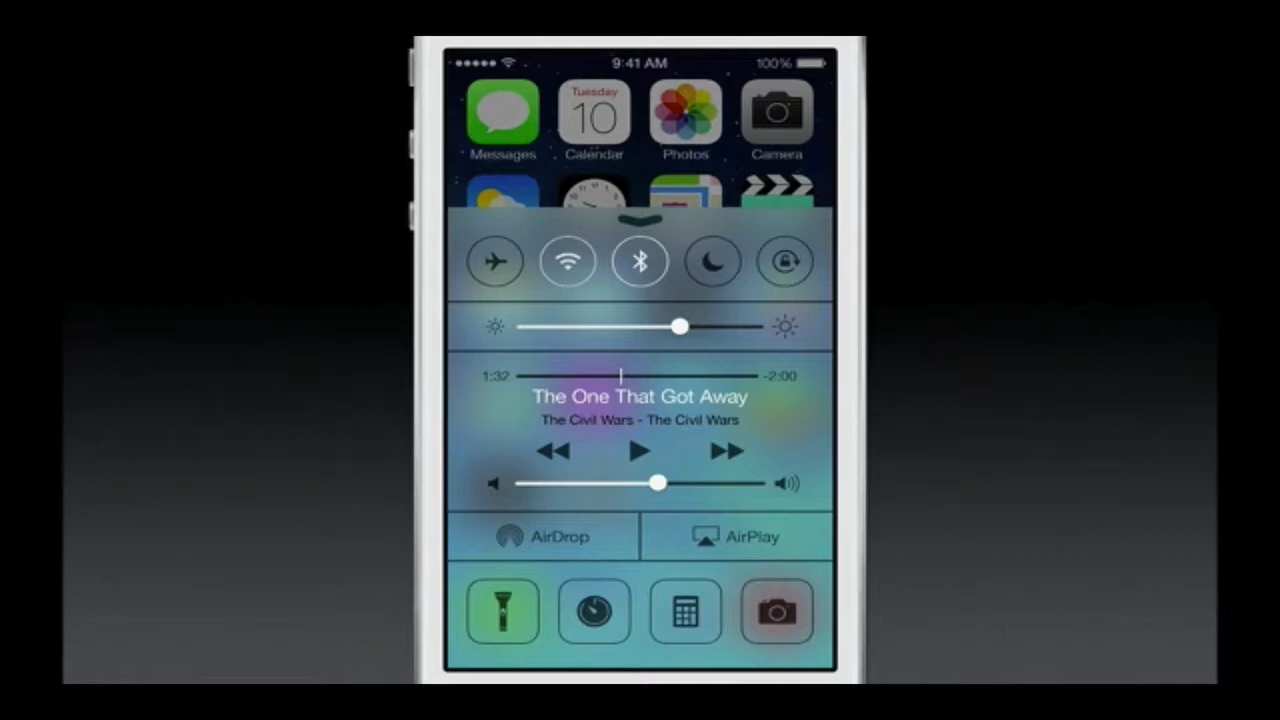 9:41 AM 100%
Tuesday
10
Messages Calendar Photos Camera
1:32 -2:00
The One That Got Away
The Civil Wars - The Civil Wars
AirDrop AirPlay